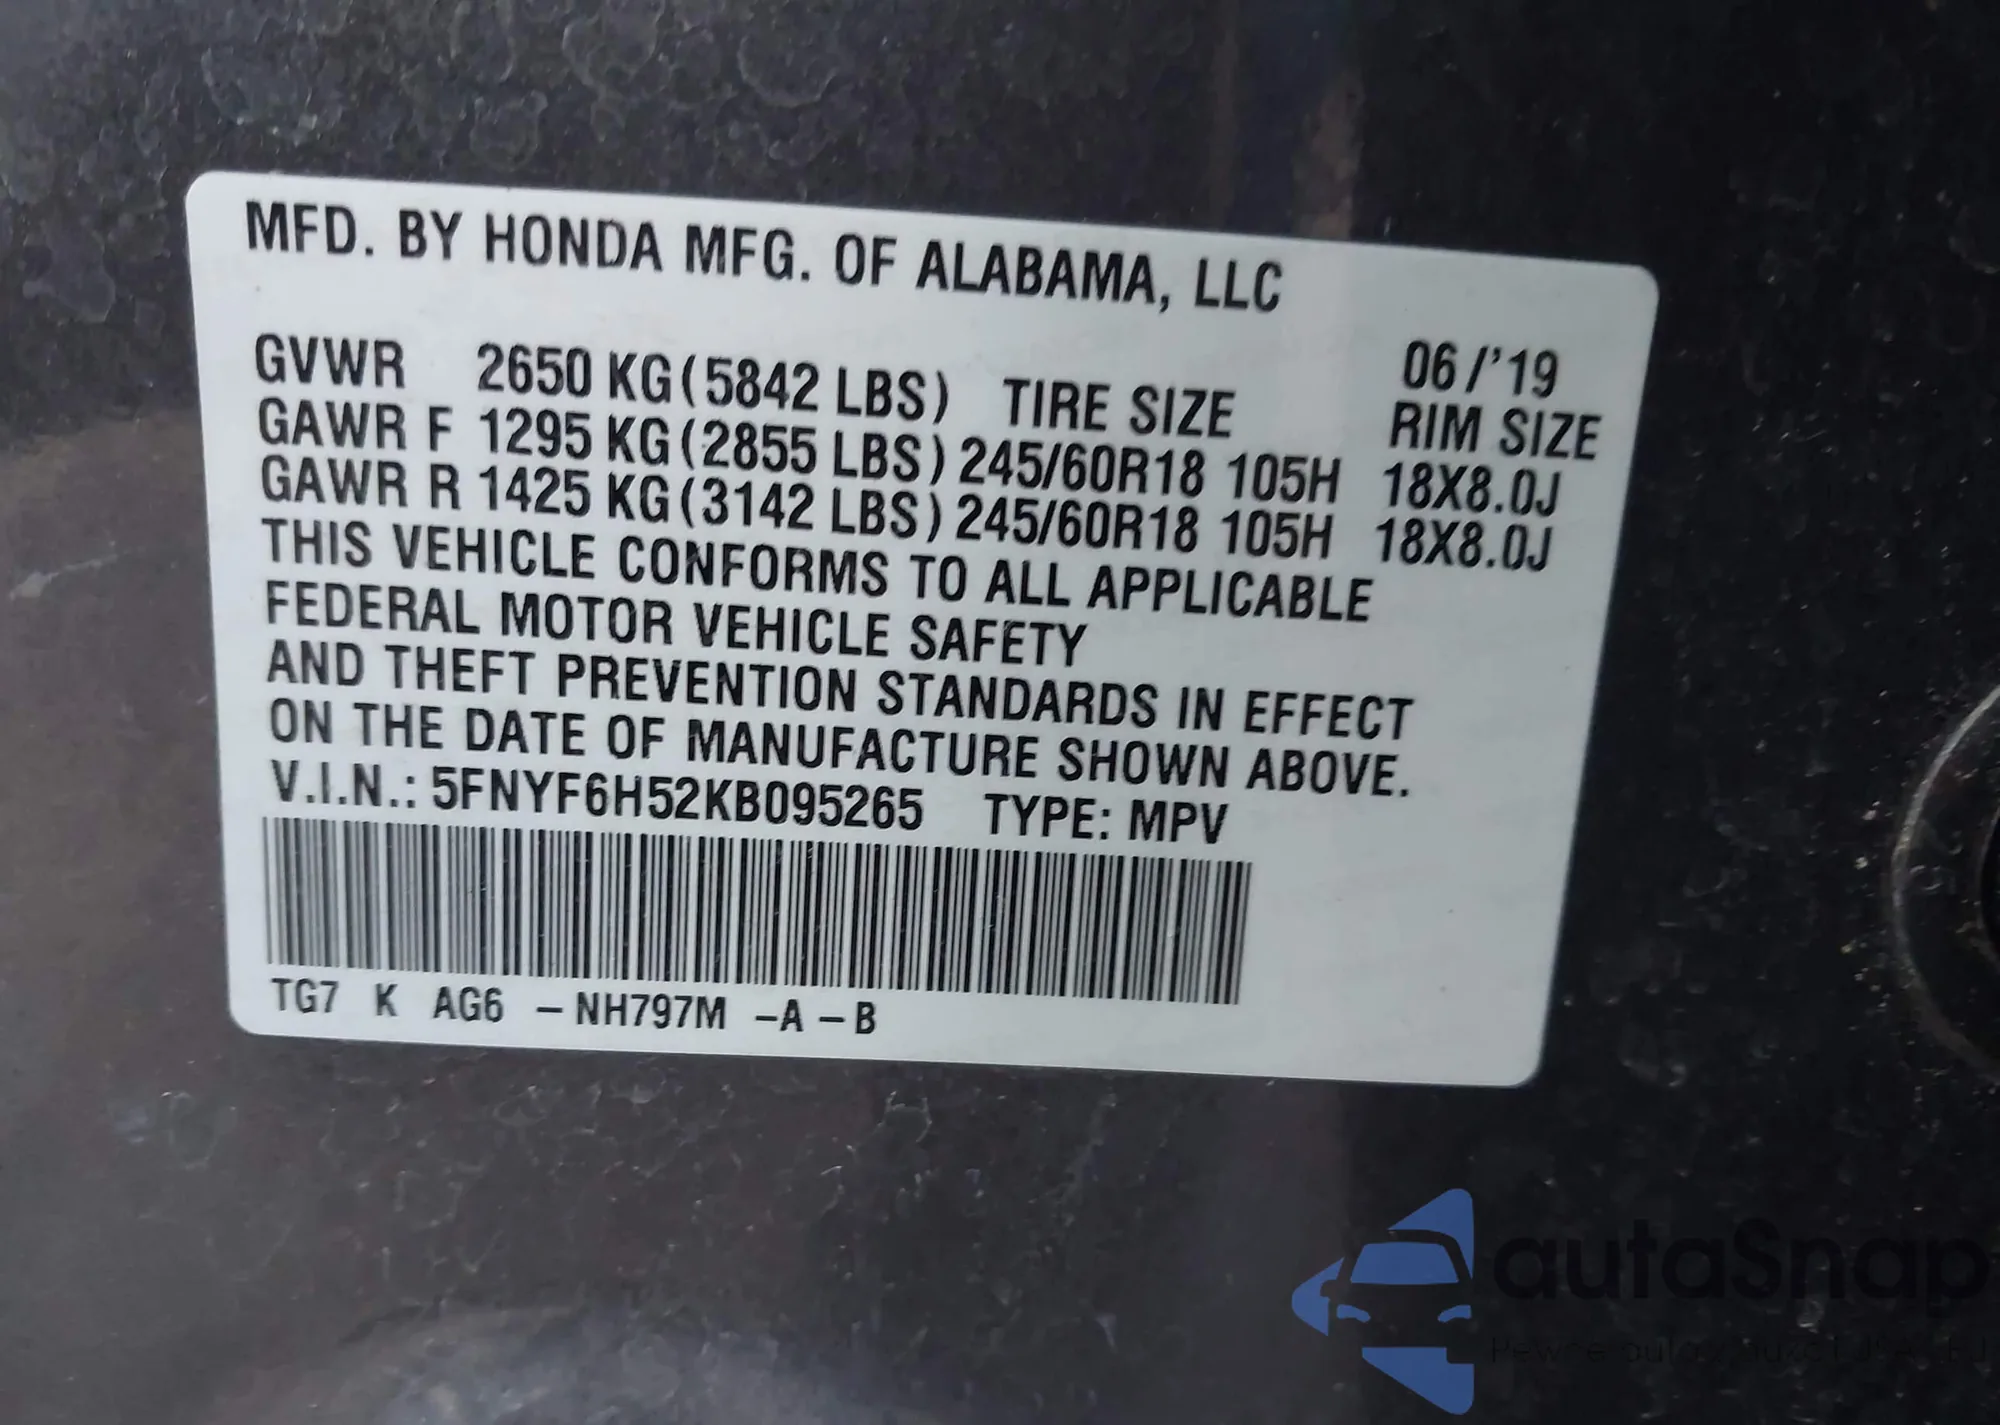 MFD. BY HONDA MFG. OF ALABAMA, LLC
06/'19
GVWR 2650 KG(5842 LBS) TIRE SIZE RIM SIZE
GAWR F 1295 KG(2855 LBS) 245/60R18 105H 18X8.0J
GAWR R 1425 KG(3142 LBS) 245/60R18 105H 18X8.0J
THIS VEHICLE CONFORMS TO ALL APPLICABLE
FEDERAL MOTOR VEHICLE SAFETY
AND THEFT PREVENTION STANDARDS IN EFFECT
ON THE DATE OF MANUFACTURE SHOWN ABOVE.
V.I.N.: 5FNYF6H52KB095265 TYPE: MPV
TG7 K AG6 –NH797M –A –B
autaSnap